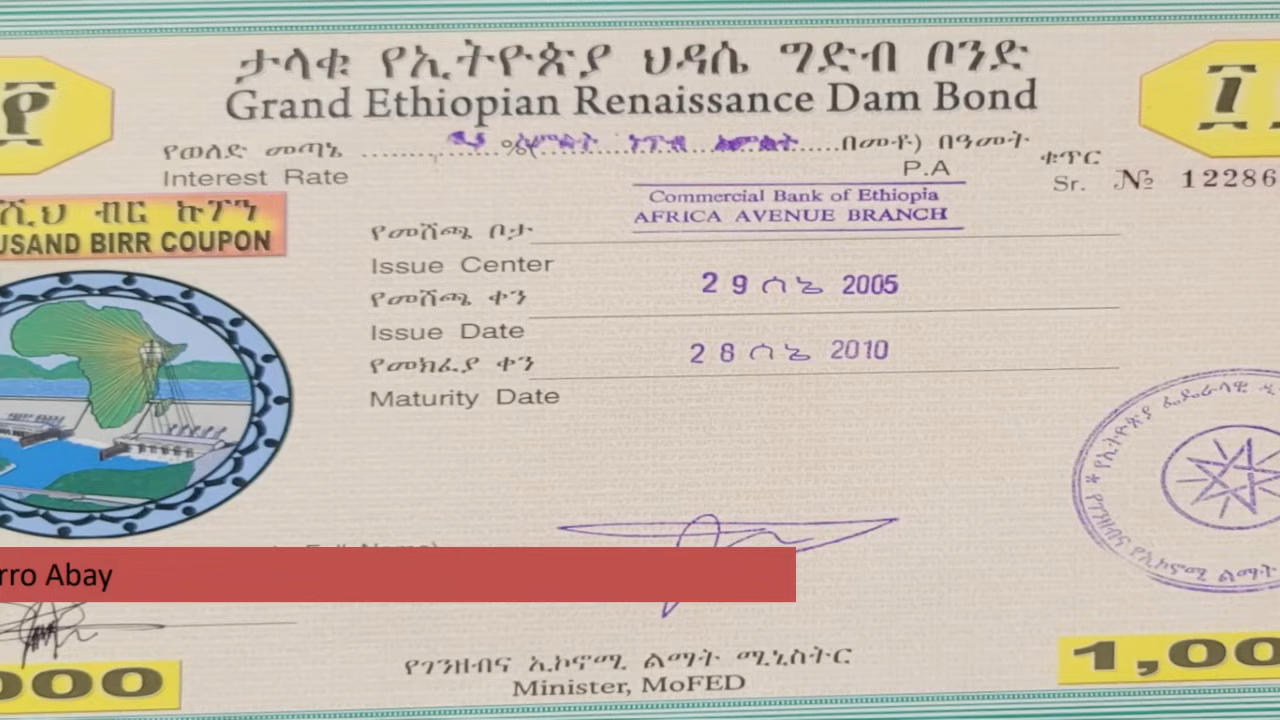 ታላቁ የኢትዮጵያ ህዳሴ ግድብ ቦንድ
Grand Ethiopian Renaissance Dam Bond
የወለድ መጣኔ %( በመቶ) በዓመት
Interest Rate P.A
ቁጥር
Sr. № 12286
ሺህ ብር ኩፖን
USAND BIRR COUPON
Commercial Bank of Ethiopia
AFRICA AVENUE BRANCH
የመሸጫ ቦታ
Issue Center
የመሸጫ ቀን 29 ሰኔ 2005
Issue Date
የመክፈያ ቀን 28 ሰኔ 2010
Maturity Date
rro Abay
000
1,00
የገንዘብና ኢኮኖሚ ልማት ሚኒስትር
Minister, MoFED